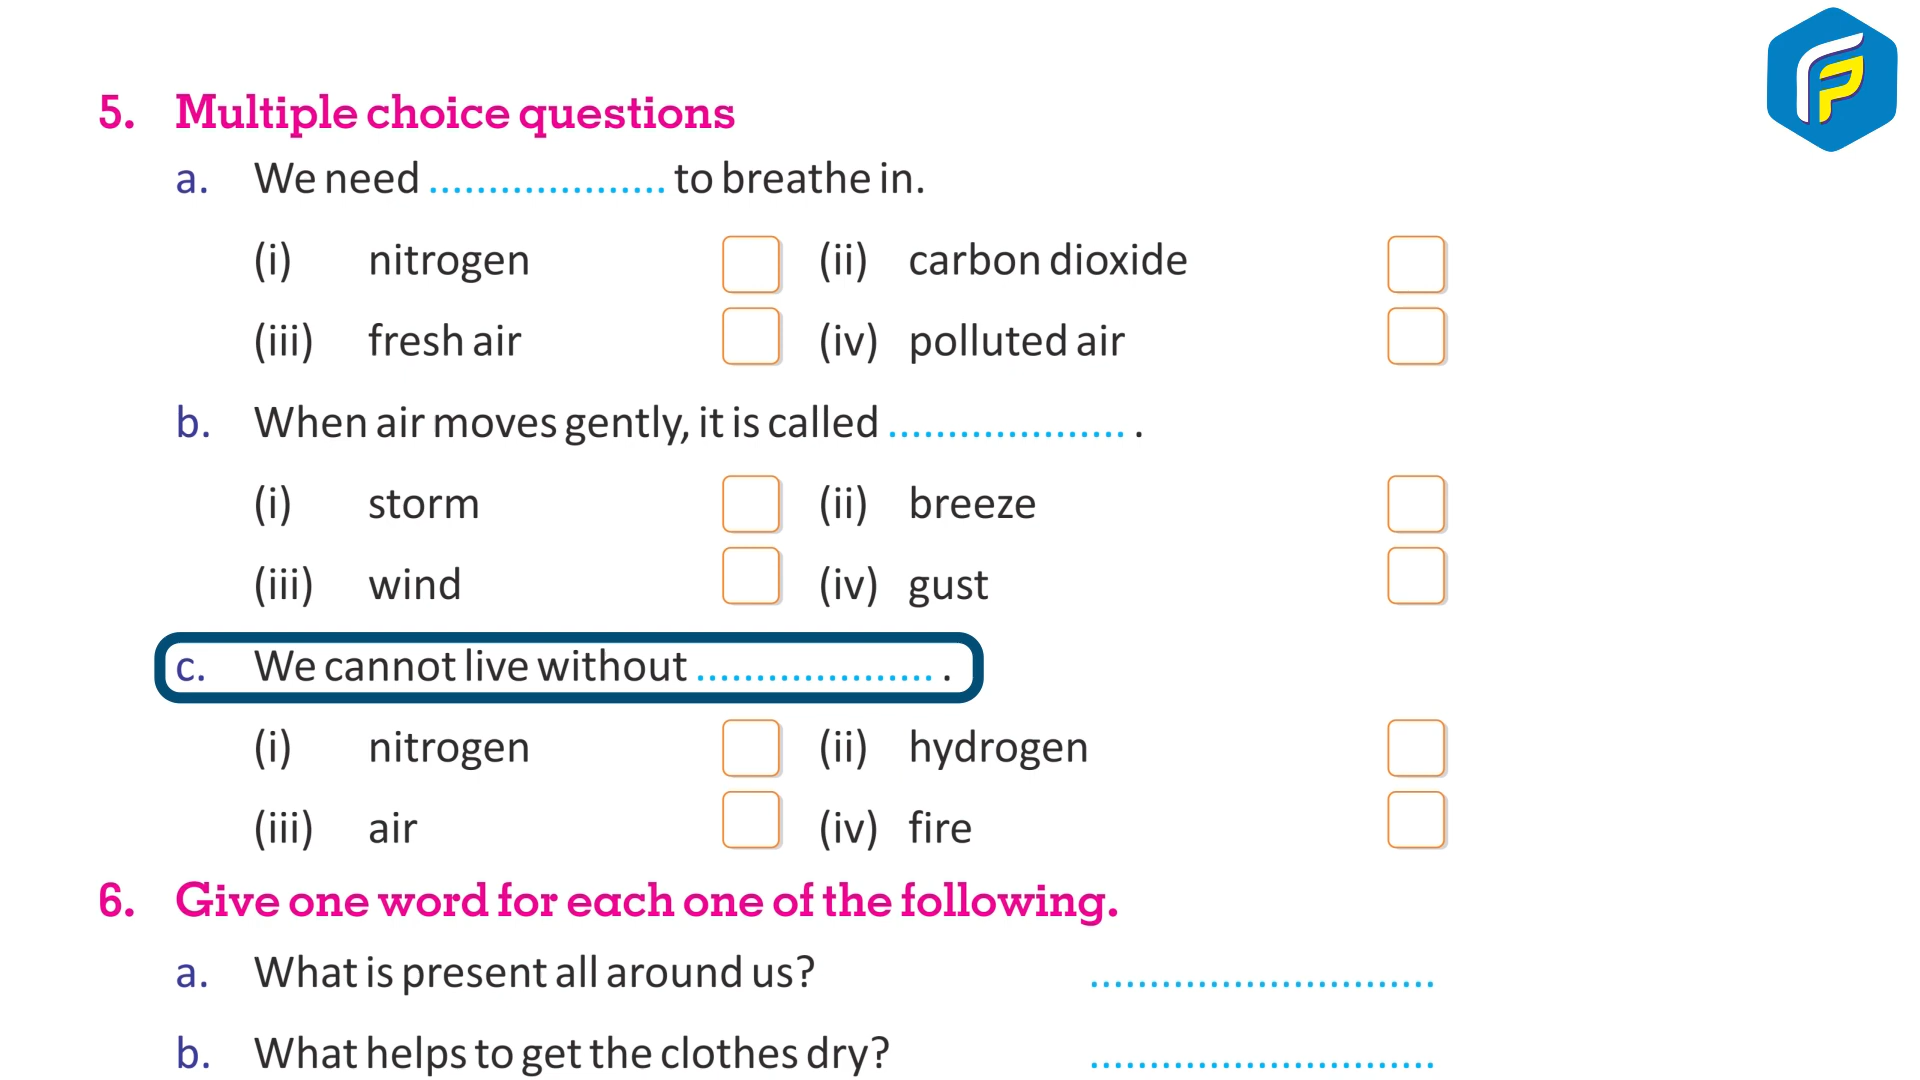 5. Multiple choice questions
a. We need .................... to breathe in.
(i) nitrogen (ii) carbon dioxide
(iii) fresh air (iv) polluted air
b. When air moves gently, it is called .................... .
(i) storm (ii) breeze
(iii) wind (iv) gust
c. We cannot live without .................... .
(i) nitrogen (ii) hydrogen
(iii) air (iv) fire
6. Give one word for each one of the following.
a. What is present all around us? .............................
b. What helps to get the clothes dry? .............................